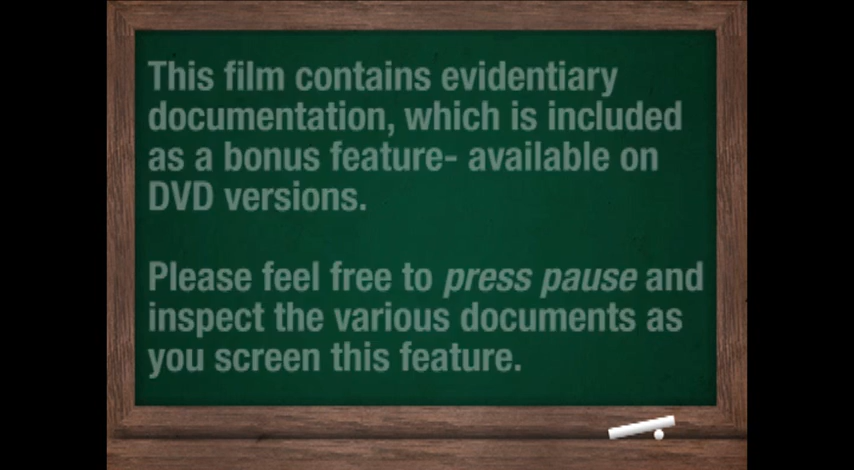 This film contains evidentiary
documentation, which is included
as a bonus feature- available on
DVD versions.
Please feel free to press pause and
inspect the various documents as
you screen this feature.